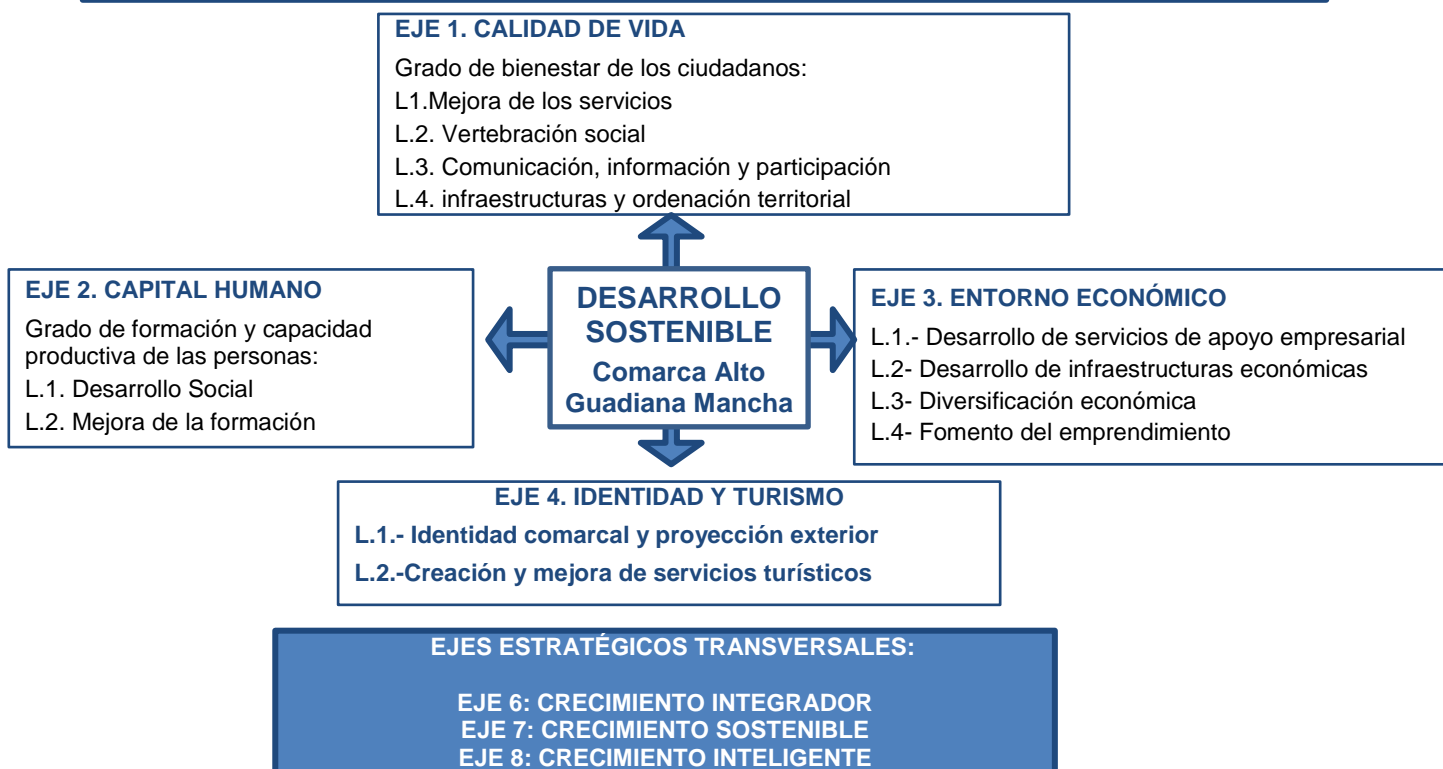 EJE 1. CALIDAD DE VIDA
Grado de bienestar de los ciudadanos:
L1.Mejora de los servicios
L.2. Vertebración social
L.3. Comunicación, información y participación
L.4. infraestructuras y ordenación territorial
EJE 2. CAPITAL HUMANO
Grado de formación y capacidad
productiva de las personas:
L.1. Desarrollo Social
L.2. Mejora de la formación
DESARROLLO
SOSTENIBLE
Comarca Alto
Guadiana Mancha
EJE 3. ENTORNO ECONÓMICO
L.1.- Desarrollo de servicios de apoyo empresarial
L.2- Desarrollo de infraestructuras económicas
L.3- Diversificación económica
L.4- Fomento del emprendimiento
EJE 4. IDENTIDAD Y TURISMO
L.1.- Identidad comarcal y proyección exterior
L.2.-Creación y mejora de servicios turísticos
EJES ESTRATÉGICOS TRANSVERSALES:
EJE 6: CRECIMIENTO INTEGRADOR
EJE 7: CRECIMIENTO SOSTENIBLE
EJE 8: CRECIMIENTO INTELIGENTE